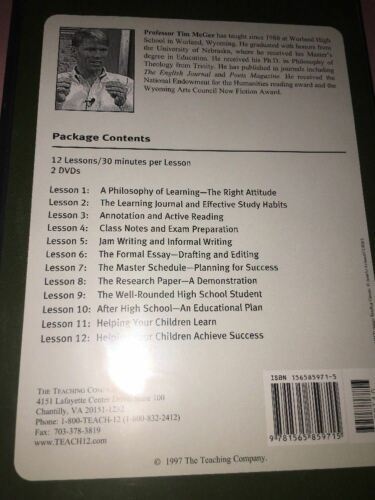 Professor Tim McGee has taught since 1986 at Worland High
School in Worland, Wyoming. He graduated with honors from
the University of Nebraska, where he received his Master's
degree in Education. He received his Ph.D. in Philosophy of
Theology from Trinity. He has published in journals including
The English Journal and Poets Magazine. He received the
National Endowment for the Humanities reading award and the
Wyoming Arts Council New Fiction Award.
Package Contents
12 Lessons/30 minutes per Lesson
2 DVDs
Lesson 1: A Philosophy of Learning—The Right Attitude
Lesson 2: The Learning Journal and Effective Study Habits
Lesson 3: Annotation and Active Reading
Lesson 4: Class Notes and Exam Preparation
Lesson 5: Jam Writing and Informal Writing
Lesson 6: The Formal Essay—Drafting and Editing
Lesson 7: The Master Schedule—Planning for Success
Lesson 8: The Research Paper—A Demonstration
Lesson 9: The Well-Rounded High School Student
Lesson 10: After High School—An Educational Plan
Lesson 11: Helping Your Children Learn
Lesson 12: Helping Your Children Achieve Success
THE TEACHING COMPANY
4151 Lafayette Center Drive, Suite 100
Chantilly, VA 20151-1232
Phone: 1-800-TEACH-12 (1-800-832-2412)
Fax: 703-378-3819
WWW.TEACH12.COM
ISBN 156585971-5
9 781565 859715
© 1997 The Teaching Company.